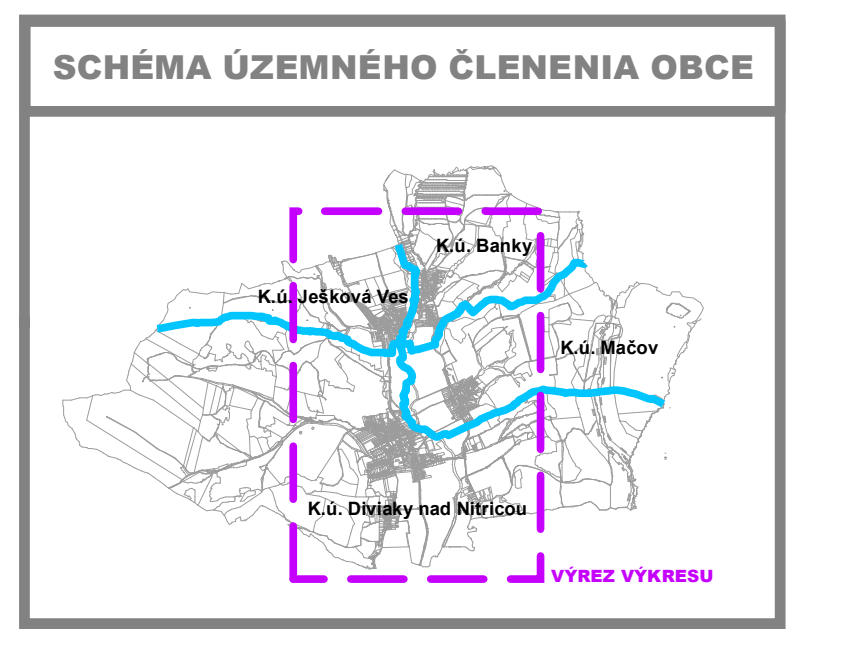 SCHÉMA ÚZEMNÉHO ČLENENIA OBCE
K.ú. Banky
K.ú. Ješková Ves
K.ú. Mačov
K.ú. Diviaky nad Nitricou
VÝREZ VÝKRESU